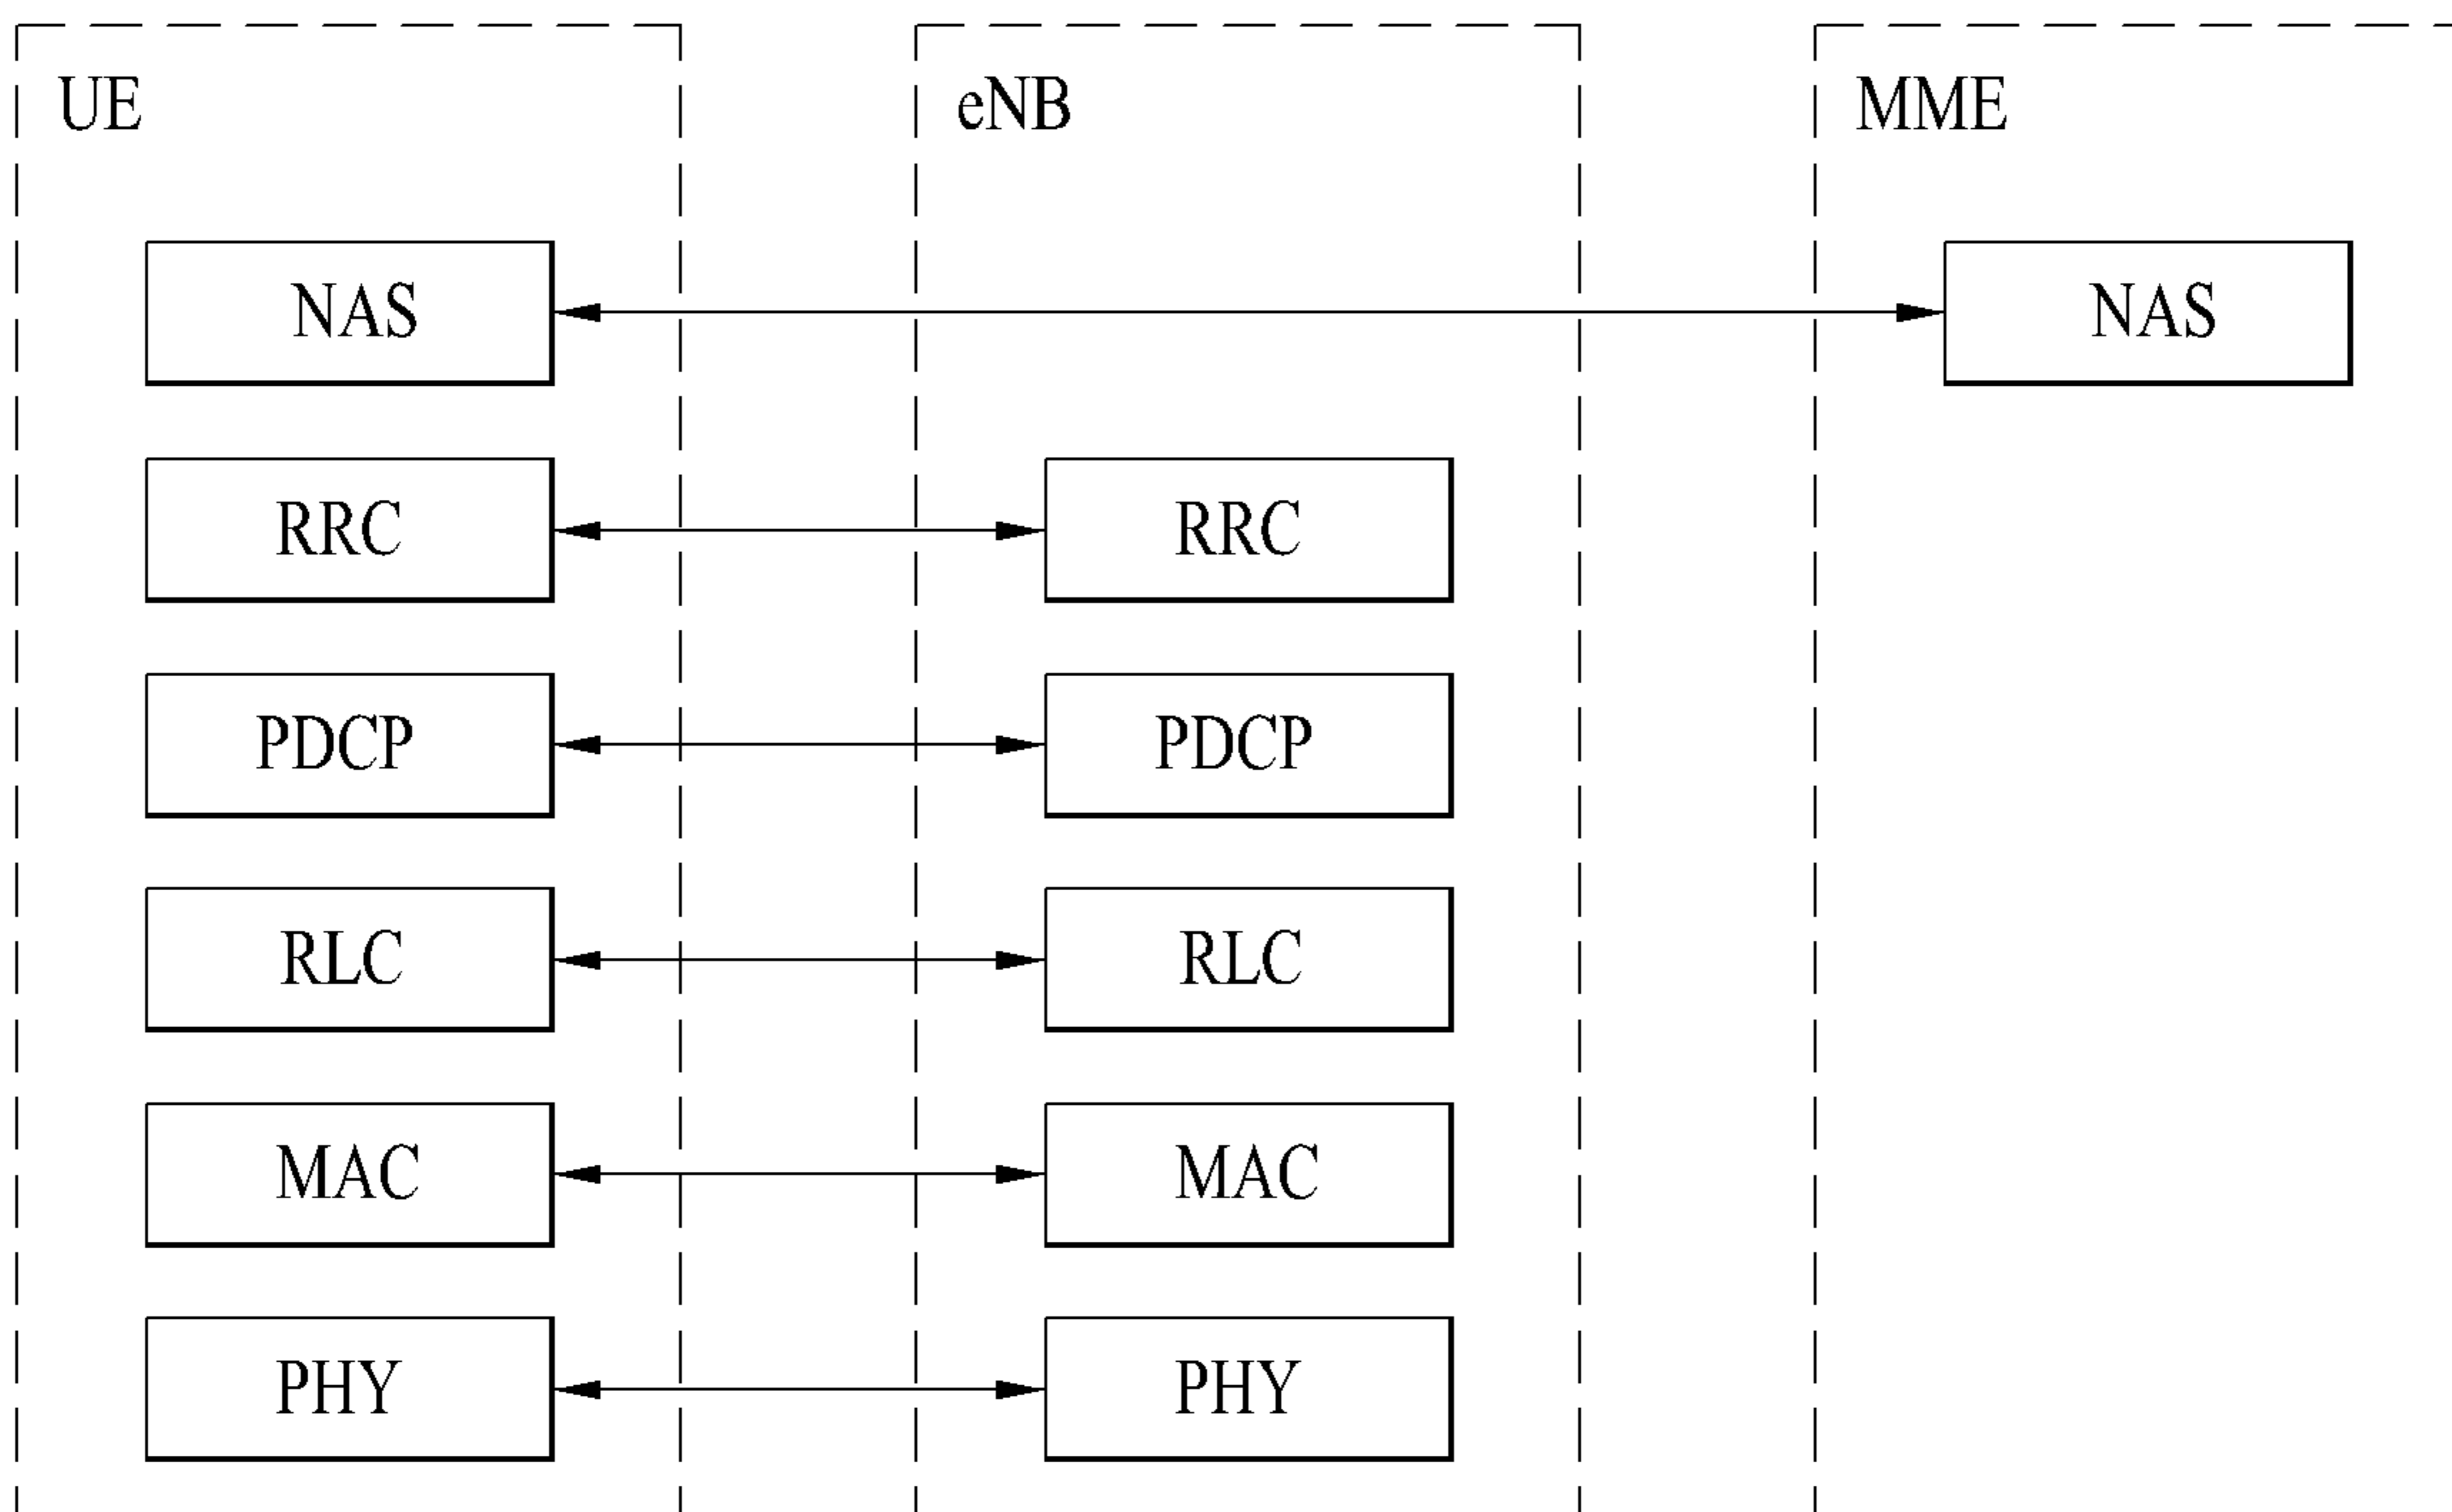 UE eNB MME
NAS NAS
RRC RRC
PDCP PDCP
RLC RLC
MAC MAC
PHY PHY